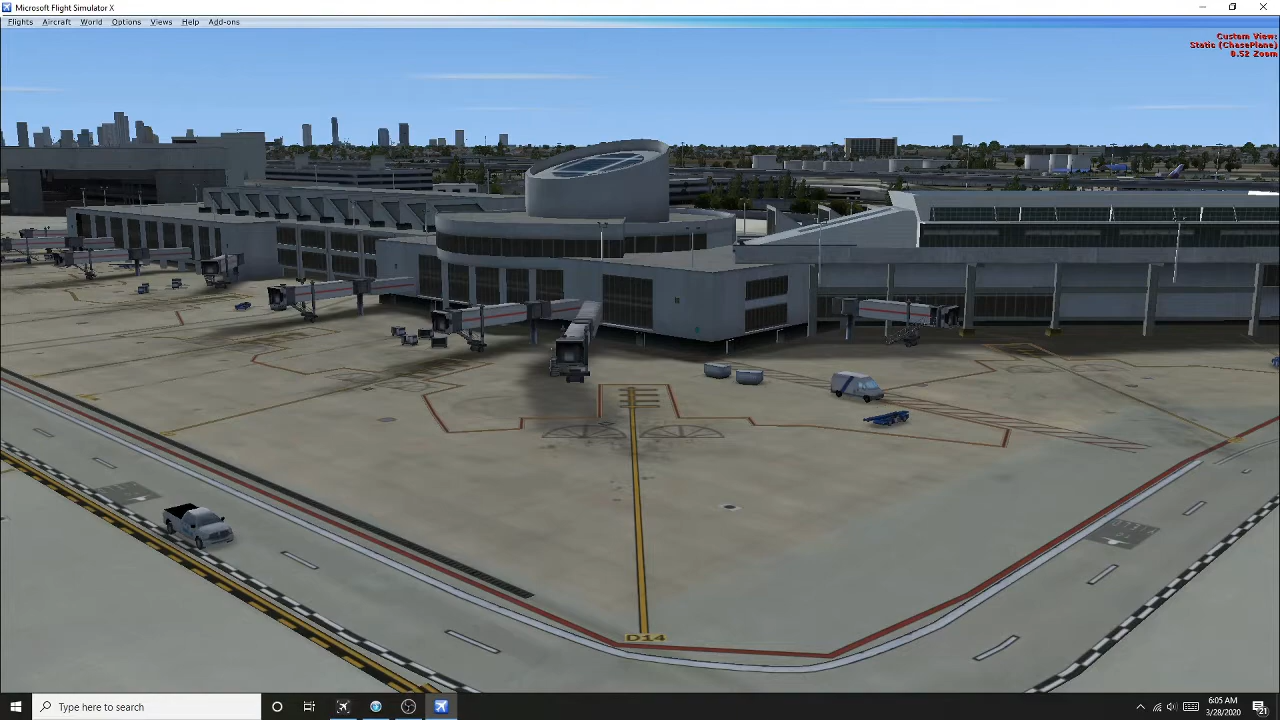 Microsoft Flight Simulator X
Flights Aircraft World Options Views Help Add-ons
Custom View:
Static (ChasePlane)
0.52 Zoom
D14
Type here to search
6:05 AM
3/28/2020
21